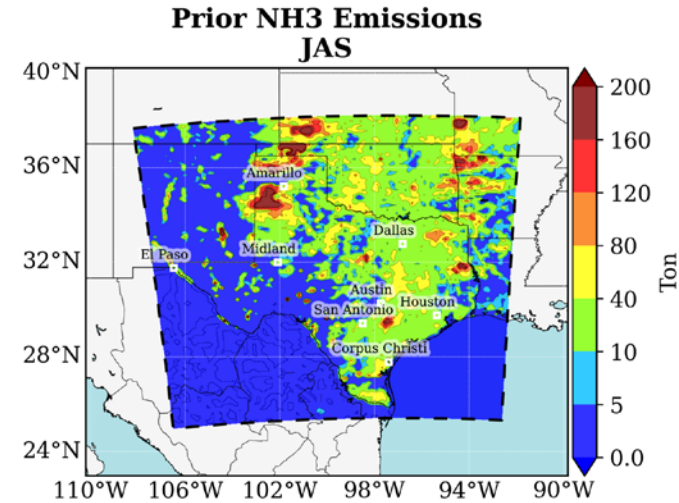 Prior NH3 Emissions
JAS
40°N
36°N
32°N
28°N
24°N
110°W 106°W 102°W 98°W 94°W 90°W
Amarillo
Dallas
Midland
El Paso
Austin
Houston
San Antonio
Corpus Christi
200
160
120
80
40
10
5
0.0
Ton